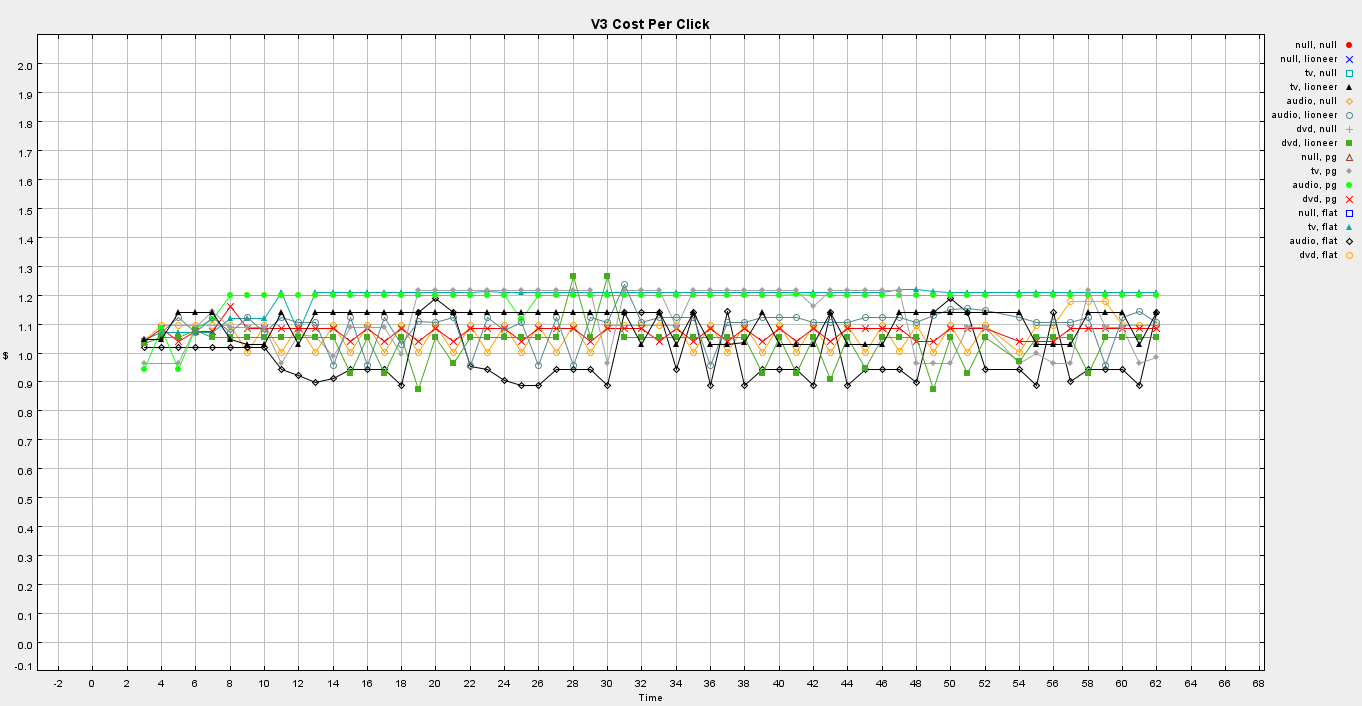 V3 Cost Per Click
2.0
1.9
1.8
1.7
1.6
1.5
1.4
1.3
1.2
1.1
1.0
$
0.9
0.8
0.7
0.6
0.5
0.4
0.3
0.2
0.1
0.0
-0.1
-2 0 2 4 6 8 10 12 14 16 18 20 22 24 26 28 30 32 34 36 38 40 42 44 46 48 50 52 54 56 58 60 62 64 66 68
Time
null, null
null, lioneer
tv, null
tv, lioneer
audio, null
audio, lioneer
dvd, null
dvd, lioneer
null, pg
tv, pg
audio, pg
dvd, pg
null, flat
tv, flat
audio, flat
dvd, flat